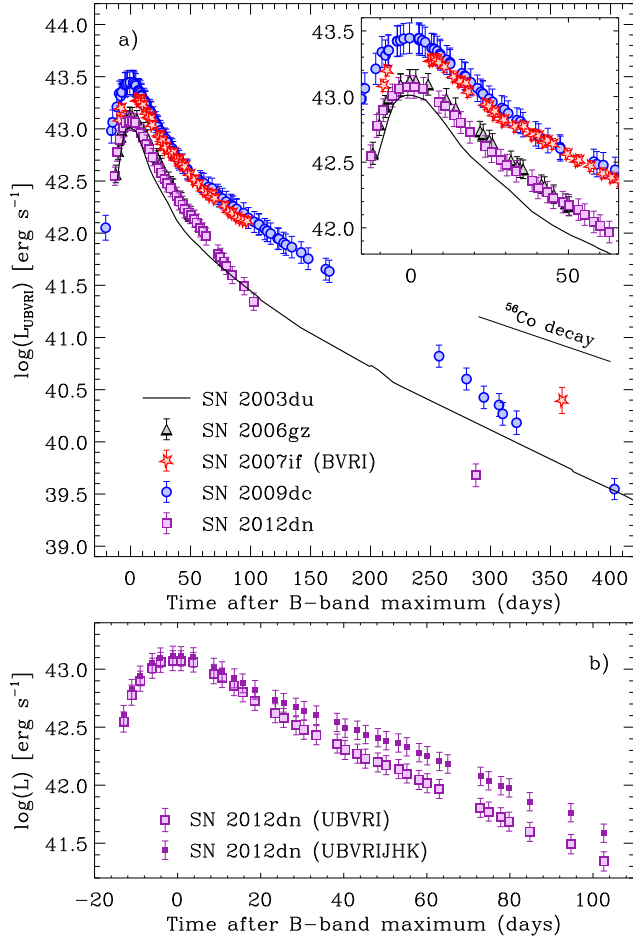 a)
44.0
43.5
43.0
42.5
42.0
41.5
41.0
40.5
40.0
39.5
39.0
log(L_UBVRI) [erg s⁻¹]
43.5
43.0
42.5
42.0
0
50
⁵⁶Co decay
SN 2003du
SN 2006gz
SN 2007if (BVRI)
SN 2009dc
SN 2012dn
0 50 100 150 200 250 300 350 400
Time after B-band maximum (days)
b)
43.0
42.5
42.0
41.5
log(L) [erg s⁻¹]
SN 2012dn (UBVRI)
SN 2012dn (UBVRIJHK)
-20 0 20 40 60 80 100
Time after B-band maximum (days)